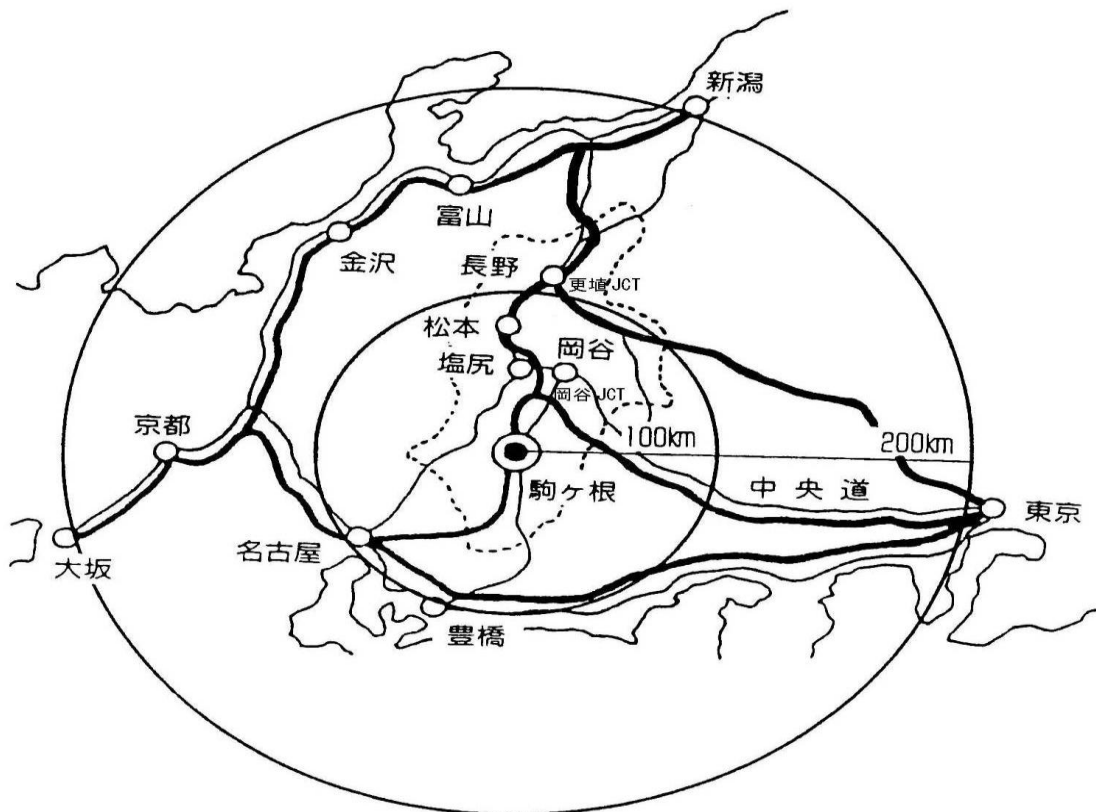 新潟
富山
金沢
長野
更埴JCT
松本
塩尻
岡谷
岡谷JCT
京都
100km
200km
駒ヶ根
中央道
東京
名古屋
大坂
豊橋